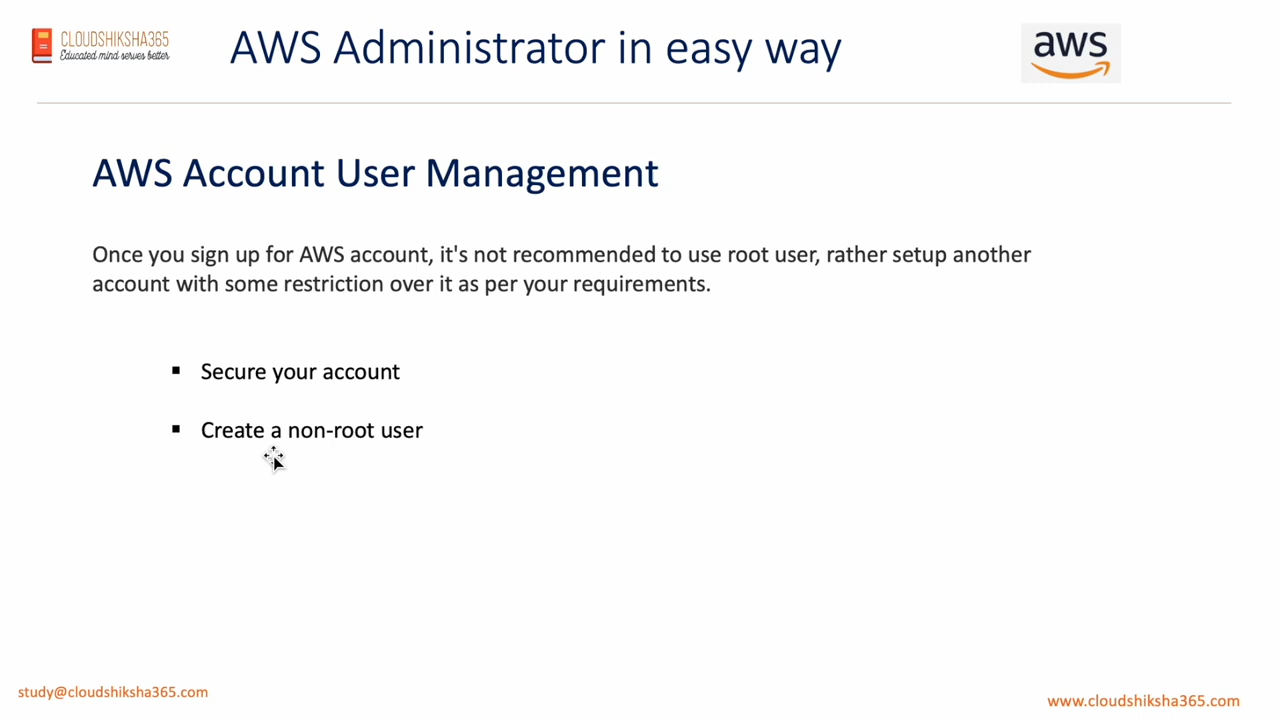 CLOUDSHIKSHA365
Educated mind serves better
AWS Administrator in easy way
aws
AWS Account User Management
Once you sign up for AWS account, it's not recommended to use root user, rather setup another
account with some restriction over it as per your requirements.
▪ Secure your account
▪ Create a non-root user
study@cloudshiksha365.com
www.cloudshiksha365.com